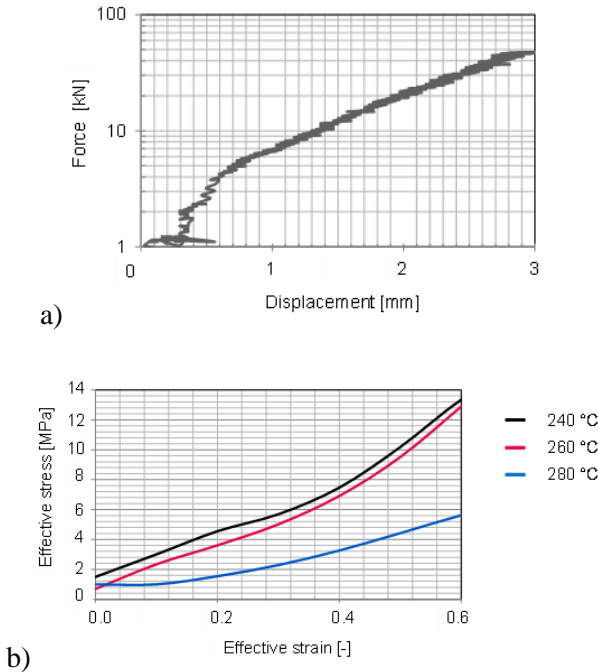 100
10
1
0
1
2
3
Force [kN]
Displacement [mm]
a)
14
12
10
8
6
4
2
0
0.0
0.2
0.4
0.6
Effective stress [MPa]
Effective strain [-]
240 °C
260 °C
280 °C
b)